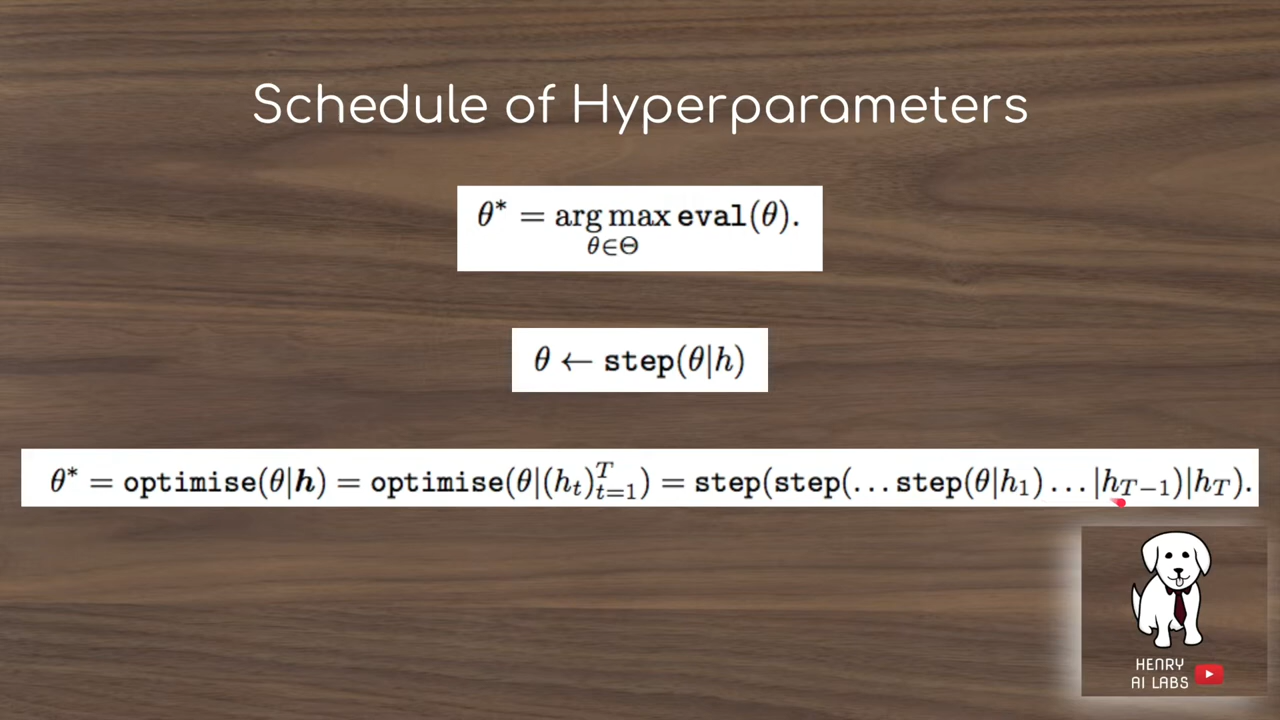 Schedule of Hyperparameters
θ* = arg max eval(θ).
θ∈Θ
θ ← step(θ|h)
θ* = optimise(θ|h) = optimise(θ|(h_t)_{t=1}^T) = step(step(…step(θ|h_1)…|h_{T−1})|h_T).
HENRY
AI LABS